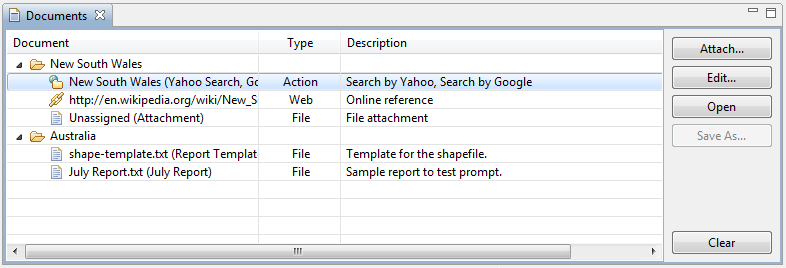 Documents
Document Type Description
New South Wales
New South Wales (Yahoo Search, Go Action Search by Yahoo, Search by Google
http://en.wikipedia.org/wiki/New_S Web Online reference
Unassigned (Attachment) File File attachment
Australia
shape-template.txt (Report Templat File Template for the shapefile.
July Report.txt (July Report) File Sample report to test prompt.
Attach...
Edit...
Open
Save As...
Clear